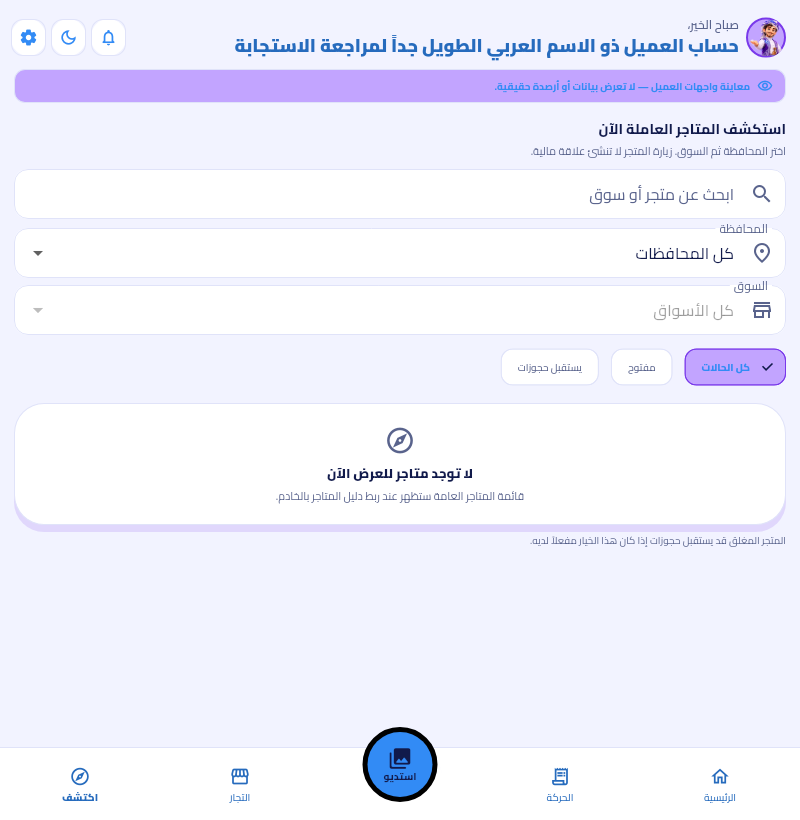 صباح الخير،
حساب العميل ذو الاسم العربي الطويل جداً لمراجعة الاستجابة
معاينة واجهات العميل — لا تعرض بيانات أو أرصدة حقيقية.
استكشف المتاجر العاملة الآن
اختر المحافظة ثم السوق. زيارة المتجر لا تنشئ علاقة مالية.
ابحث عن متجر أو سوق
المحافظة
كل المحافظات
السوق
كل الأسواق
كل الحالات
مفتوح
يستقبل حجوزات
لا توجد متاجر للعرض الآن
قائمة المتاجر العامة ستظهر عند ربط دليل المتاجر بالخادم.
المتجر المغلق قد يستقبل حجوزات إذا كان هذا الخيار مفعلاً لديه.
الرئيسية
الحركة
استديو
التجار
اكتشف